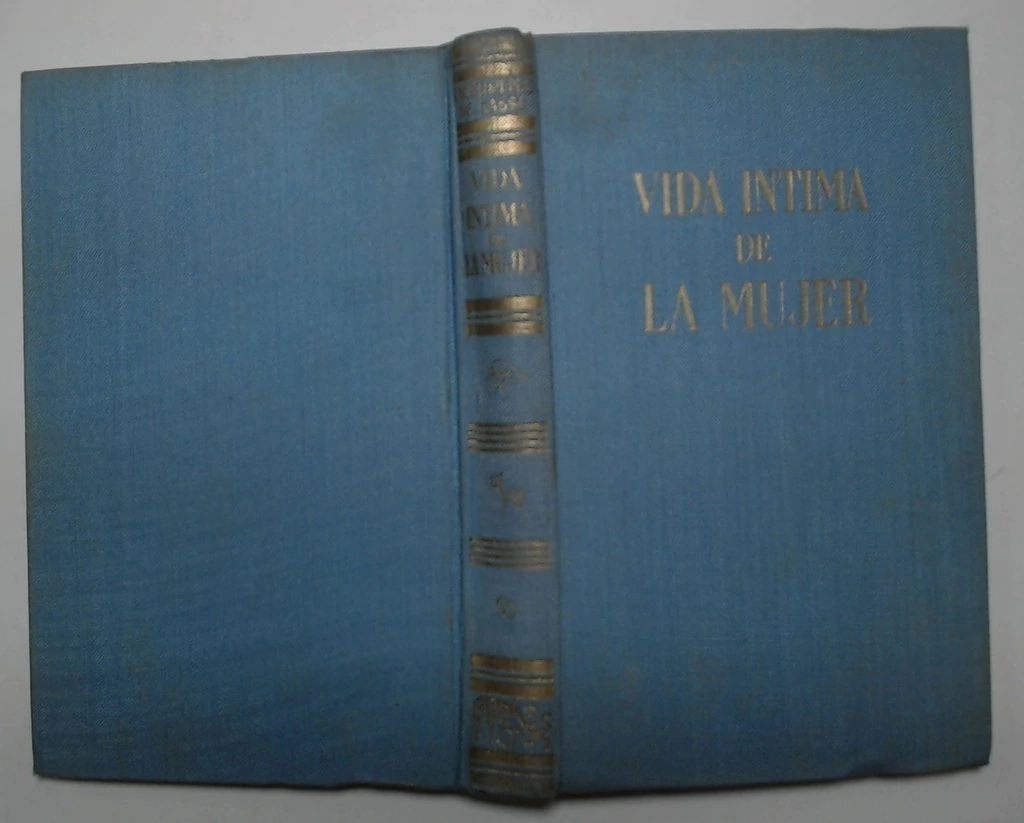 VIDA
INTIMA
DE
LA MUJER
VIDA INTIMA
DE
LA MUJER